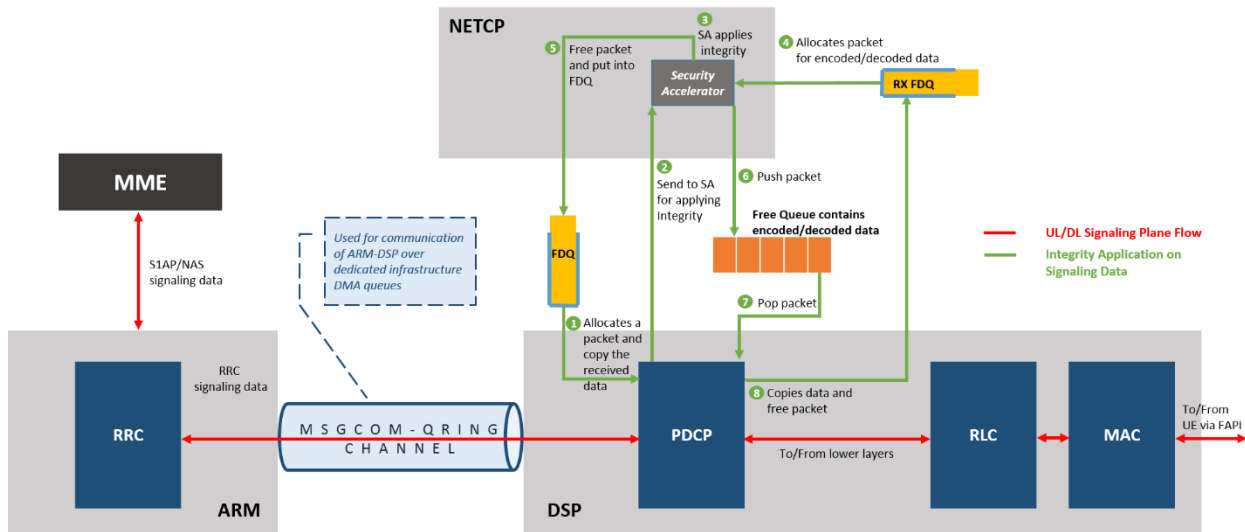 NETCP
3
SA applies
integrity
5
Free packet
and put into
FDQ
4
Allocates packet
for encoded/decoded data
Security
Accelerator
RX FDQ
MME
2
Send to SA
for applying
Integrity
6
Push packet
Used for communication
of ARM-DSP over
dedicated infrastructure
DMA queues
Free Queue contains
encoded/decoded data
UL/DL Signaling Plane Flow
Integrity Application on
Signaling Data
FDQ
S1AP/NAS
signaling data
7
Pop packet
1
Allocates a
packet and
copy the
received
data
RRC
signaling data
8
Copies data and
free packet
MSGCOM-QRING
CHANNEL
RRC
PDCP
To/From lower layers
RLC
MAC
To/From
UE via FAPI
ARM
DSP